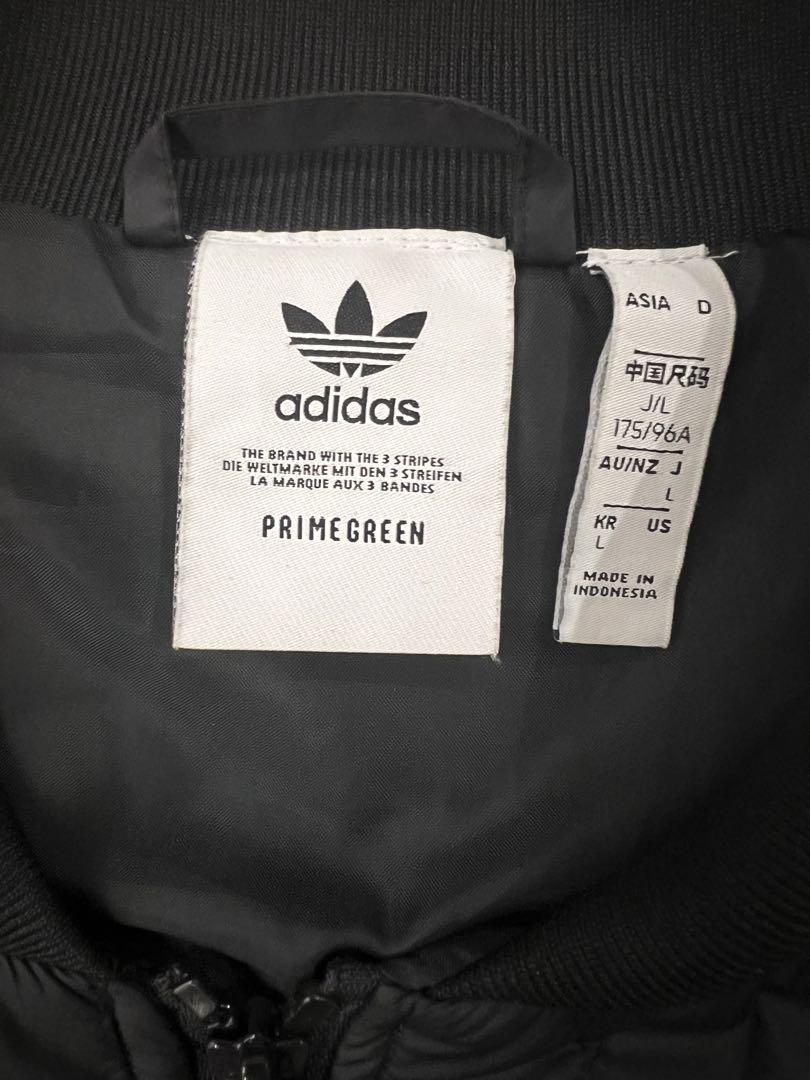 adidas
THE BRAND WITH THE 3 STRIPES
DIE WELTMARKE MIT DEN 3 STREIFEN
LA MARQUE AUX 3 BANDES
PRIMEGREEN
ASIA D
中国尺码
J/L
175/96A
AU/NZ J
L
KR US
L
MADE IN
INDONESIA